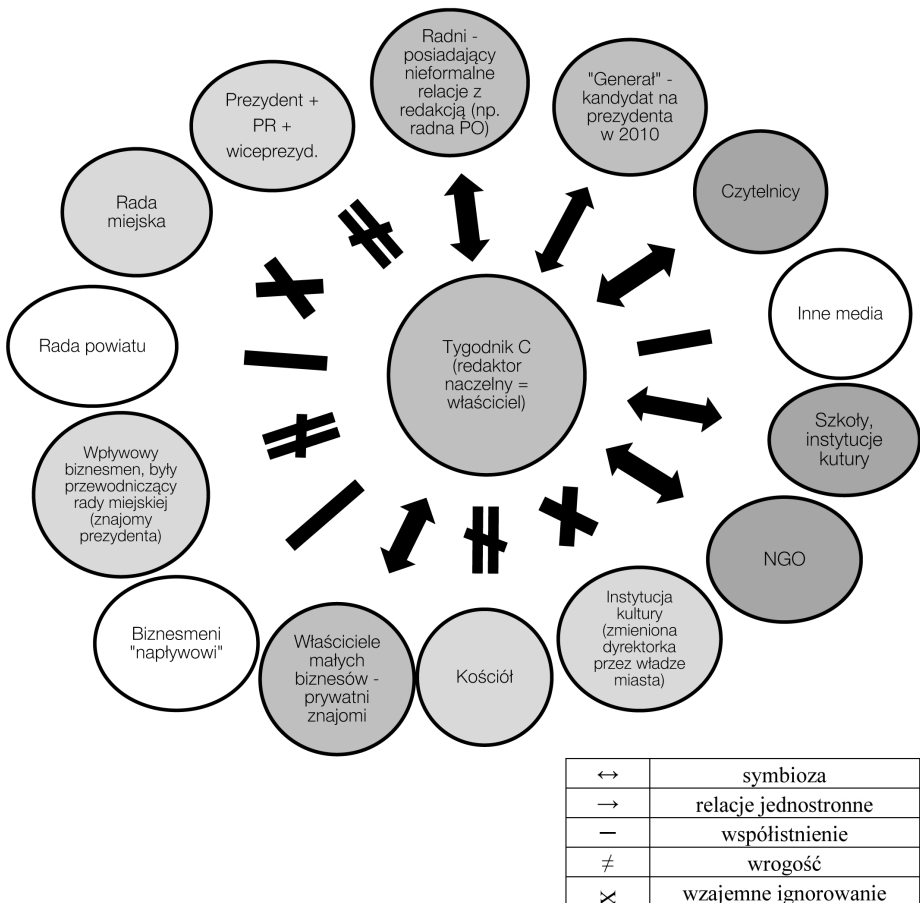 Radni -
posiadający
nieformalne
relacje z
redakcją (np.
radna PO)
"Generał" -
kandydat na
prezydenta
w 2010
Prezydent +
PR +
wiceprezyd.
Czytelnicy
Rada
miejska
Inne media
Rada powiatu
Tygodnik C
(redaktor
naczelny =
właściciel)
Szkoły,
instytucje
kutury
Wpływowy
biznesmen, były
przewodniczący
rady miejskiej
(znajomy
prezydenta)
NGO
Biznesmeni
"napływowi"
Właściciele
małych
biznesów -
prywatni
znajomi
Kościół
Instytucja
kultury
(zmieniona
dyrektorka
przez władze
miasta)
↔ symbioza
→ relacje jednostronne
– współistnienie
≠ wrogość
× wzajemne ignorowanie